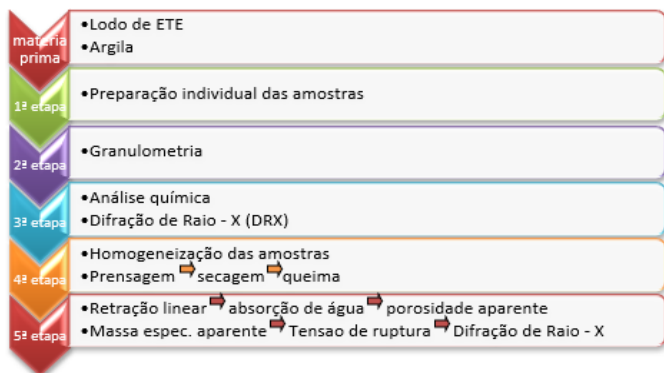 matéria
prima
•Lodo de ETE
•Argila
1ª etapa
•Preparação individual das amostras
2ª etapa
•Granulometria
3ª etapa
•Análise química
•Difração de Raio - X (DRX)
4ª etapa
•Homogeneização das amostras
•Prensagem secagem queima
5ª etapa
•Retração linear absorção de água porosidade aparente
•Massa espec. aparente Tensao de ruptura Difração de Raio - X